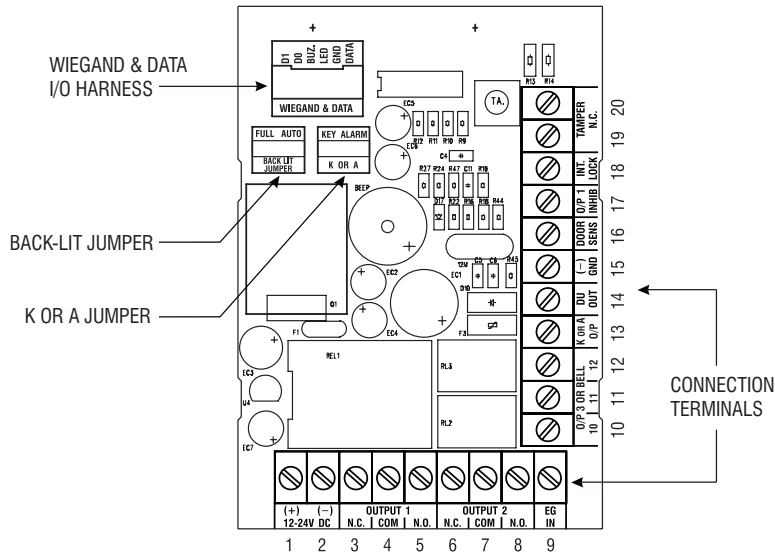 D1
D0
BUZ.
LED
GND
DATA
WIEGAND & DATA
I/O HARNESS
WIEGAND & DATA
FULL AUTO
BACK LIT
JUMPER
KEY ALARM
K OR A
BACK-LIT JUMPER
K OR A JUMPER
CONNECTION
TERMINALS
TA.
R13 R14
EC5
R12 R11 R10 R9
EC6
C4
R27 R24 R47 C11 R19
BEEP
D17 R22 R16 R18 R44
12M
C5 C6 R45
EC2
EC1
D10
Q1
F1
EC4
F3
EC3
REL1
RL3
U4
RL2
EC7
TAMPER
N.C.
20
19
INT.
LOCK
18
O/P 1
INHIB
17
DOOR
SENS
16
(–)
GND
15
DU
OUT
14
K OR A
O/P
13
O/P 3 OR BELL
10 11 12
12
11
10
(+) (–)
12-24V DC
OUTPUT 1
N.C. COM N.O.
OUTPUT 2
N.C. COM N.O.
EG
IN
1 2 3 4 5 6 7 8 9